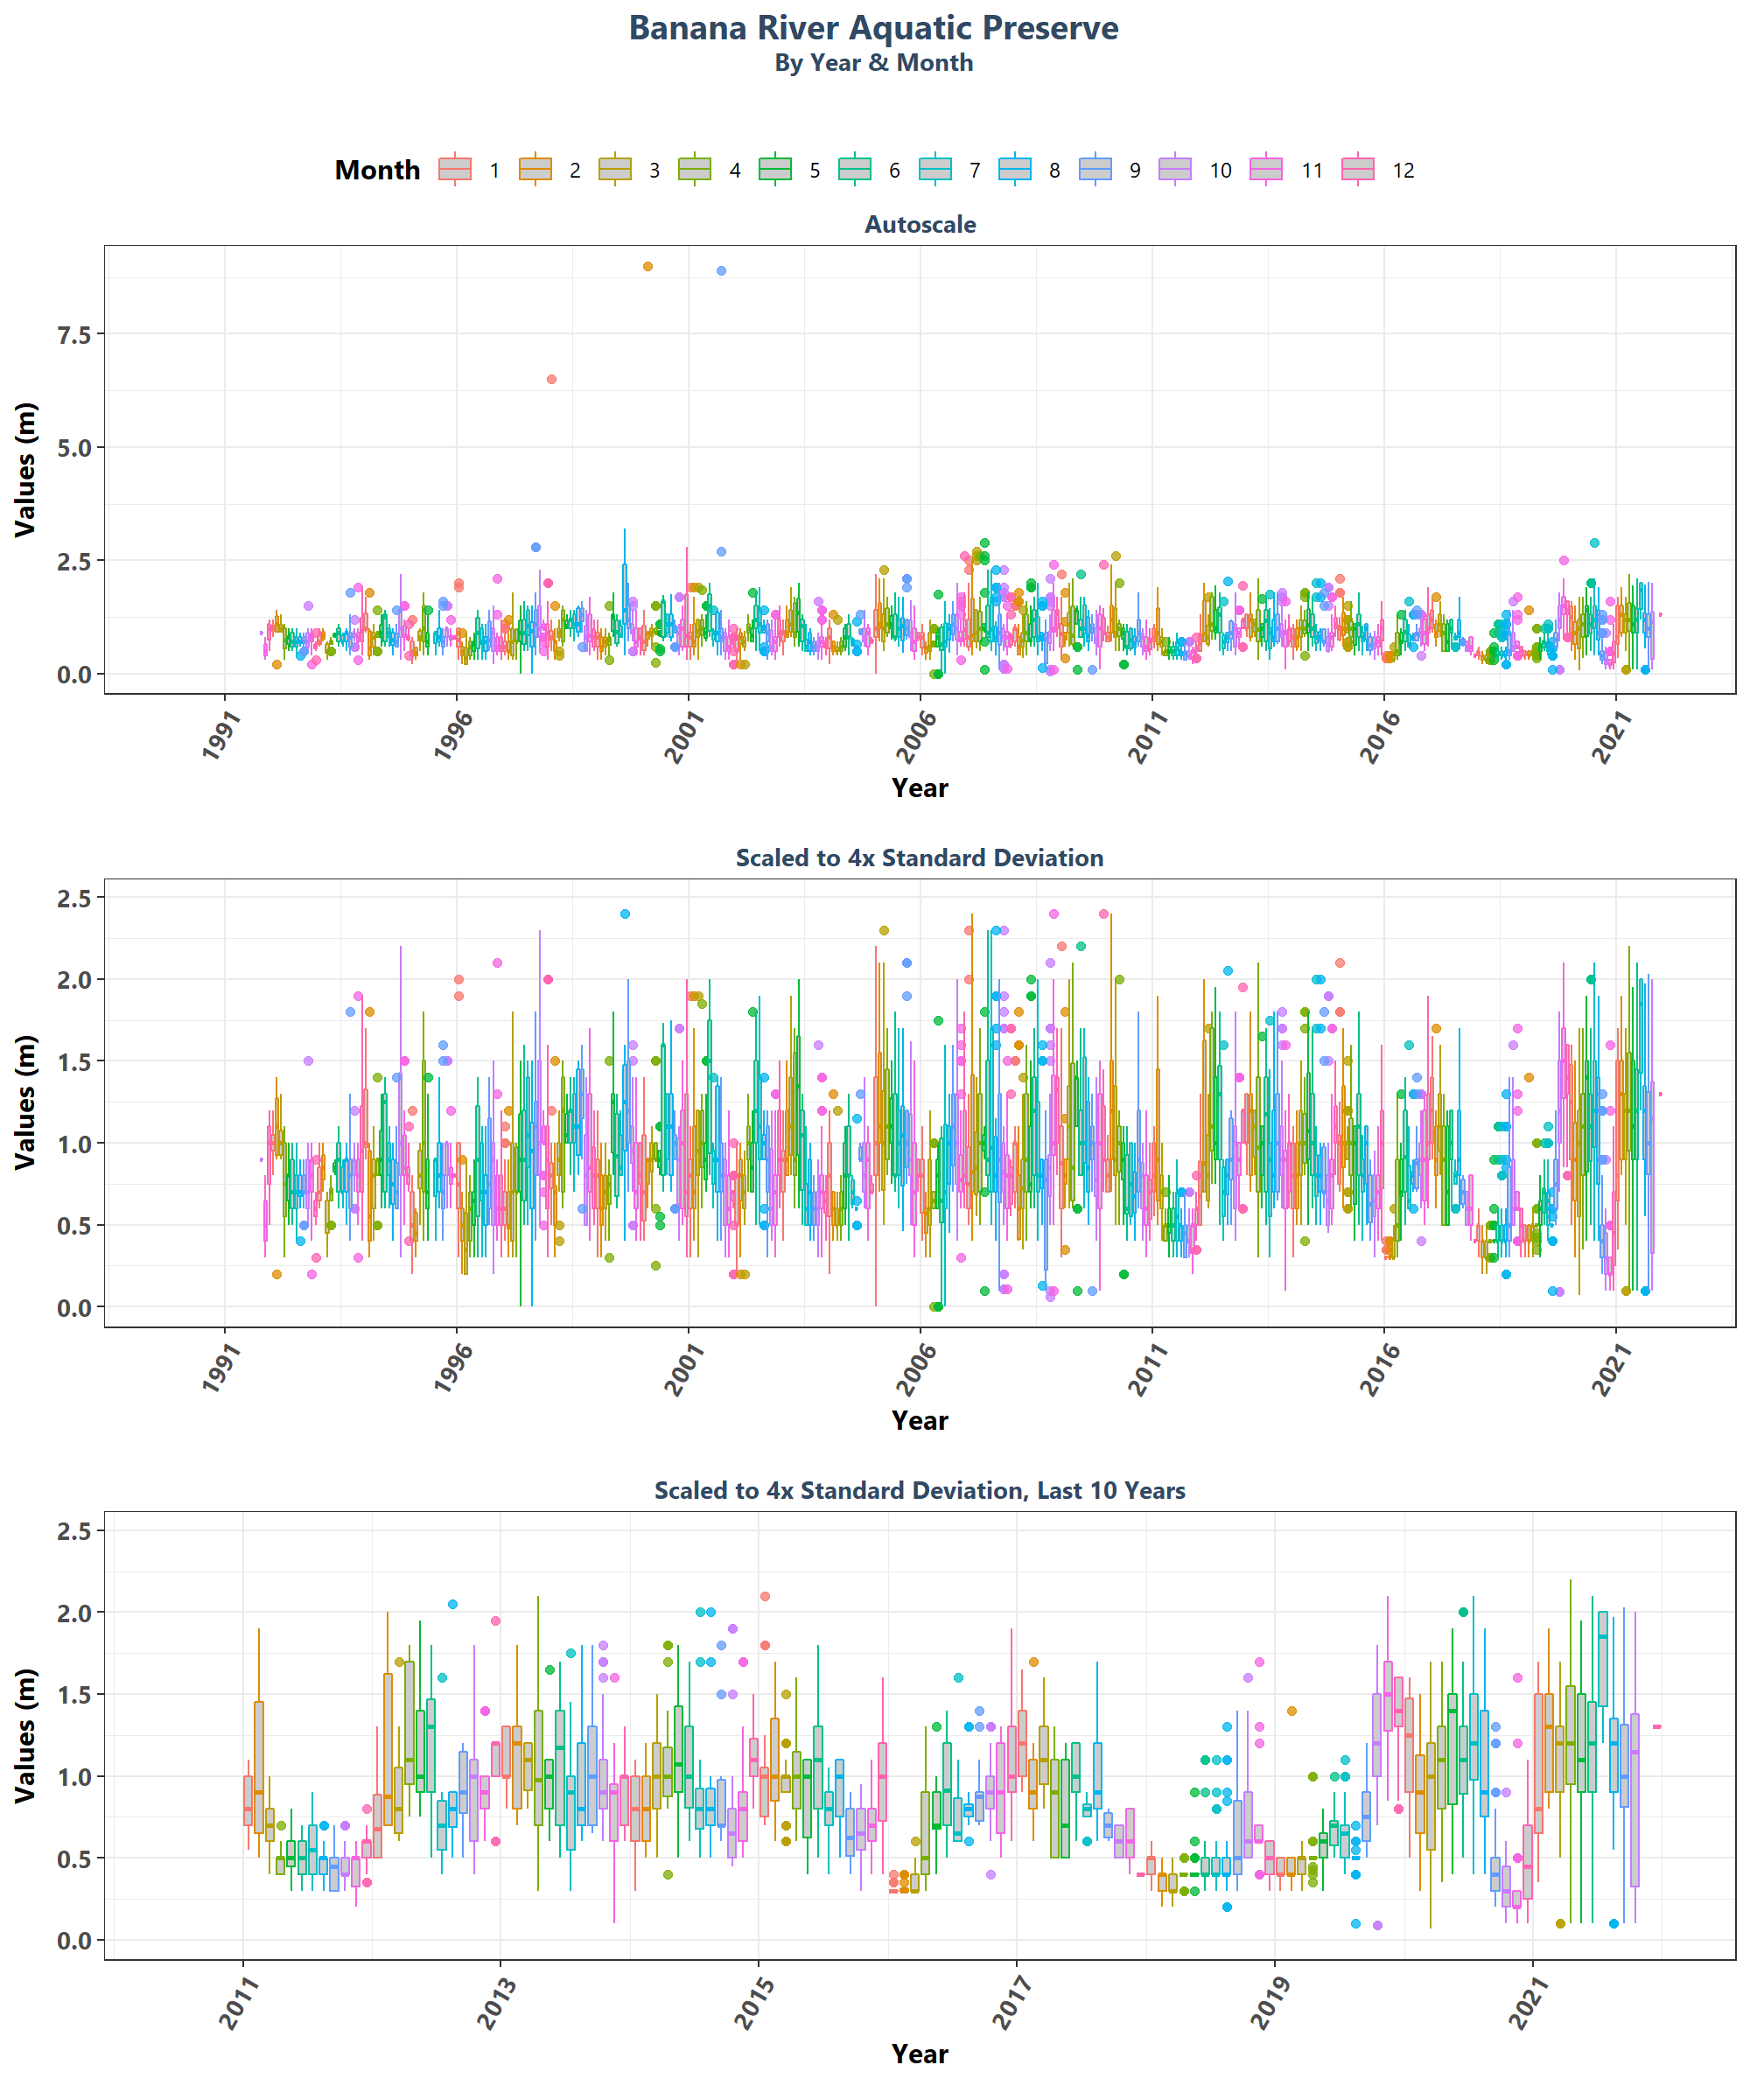 Banana River Aquatic Preserve
By Year & Month
Month 1 2 3 4 5 6 7 8 9 10 11 12
Autoscale
Values (m)
7.5
5.0
2.5
0.0
1991 1996 2001 2006 2011 2016 2021
Year
Scaled to 4x Standard Deviation
Values (m)
2.5
2.0
1.5
1.0
0.5
0.0
1991 1996 2001 2006 2011 2016 2021
Year
Scaled to 4x Standard Deviation, Last 10 Years
Values (m)
2.5
2.0
1.5
1.0
0.5
0.0
2011 2013 2015 2017 2019 2021
Year